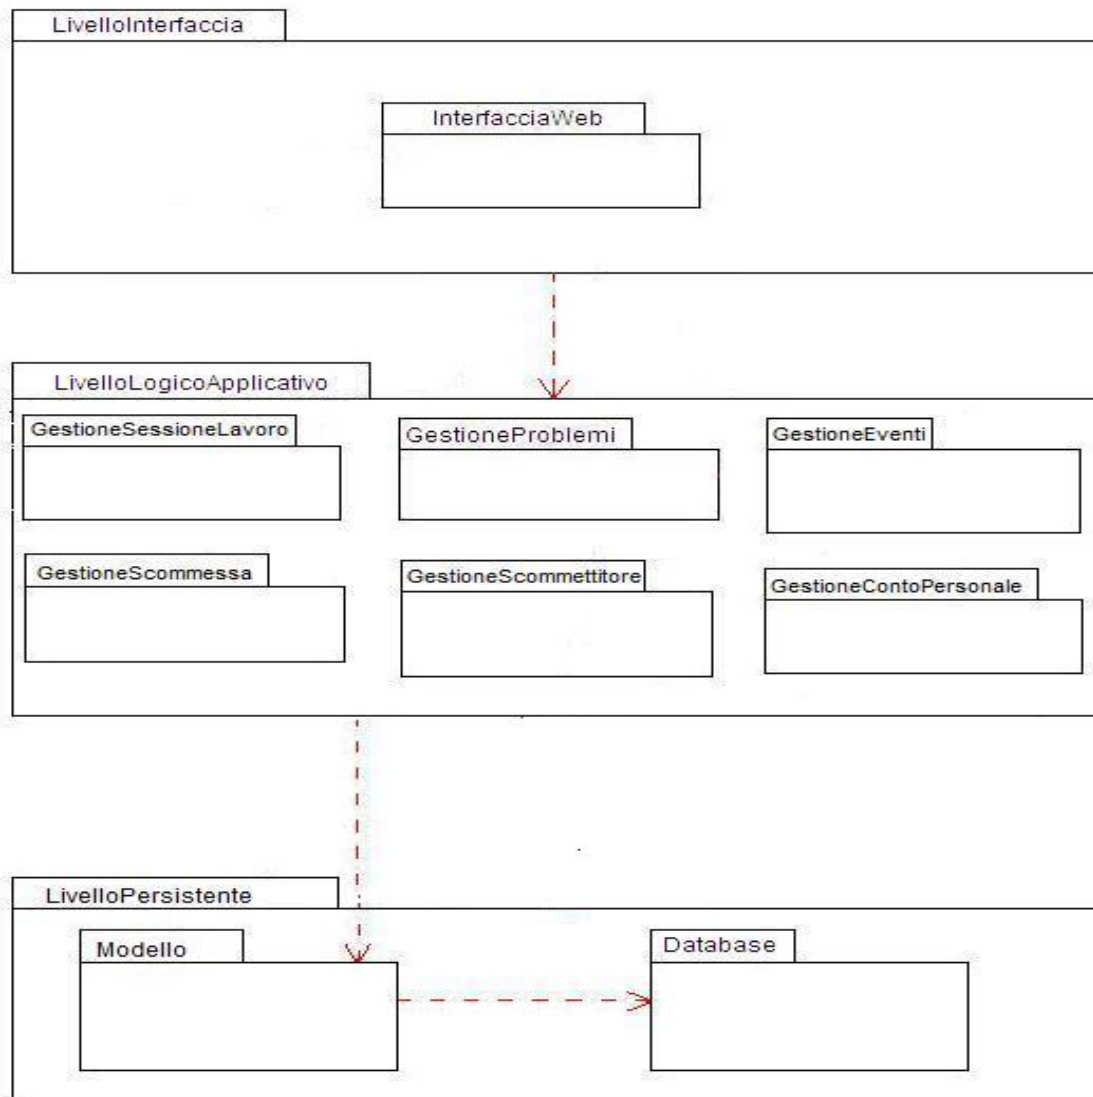 LivelloInterfaccia
InterfacciaWeb
LivelloLogicoApplicativo
GestioneSessioneLavoro
GestioneProblemi
GestioneEventi
GestioneScommessa
GestioneScommettitore
GestioneContoPersonale
LivelloPersistente
Modello
Database